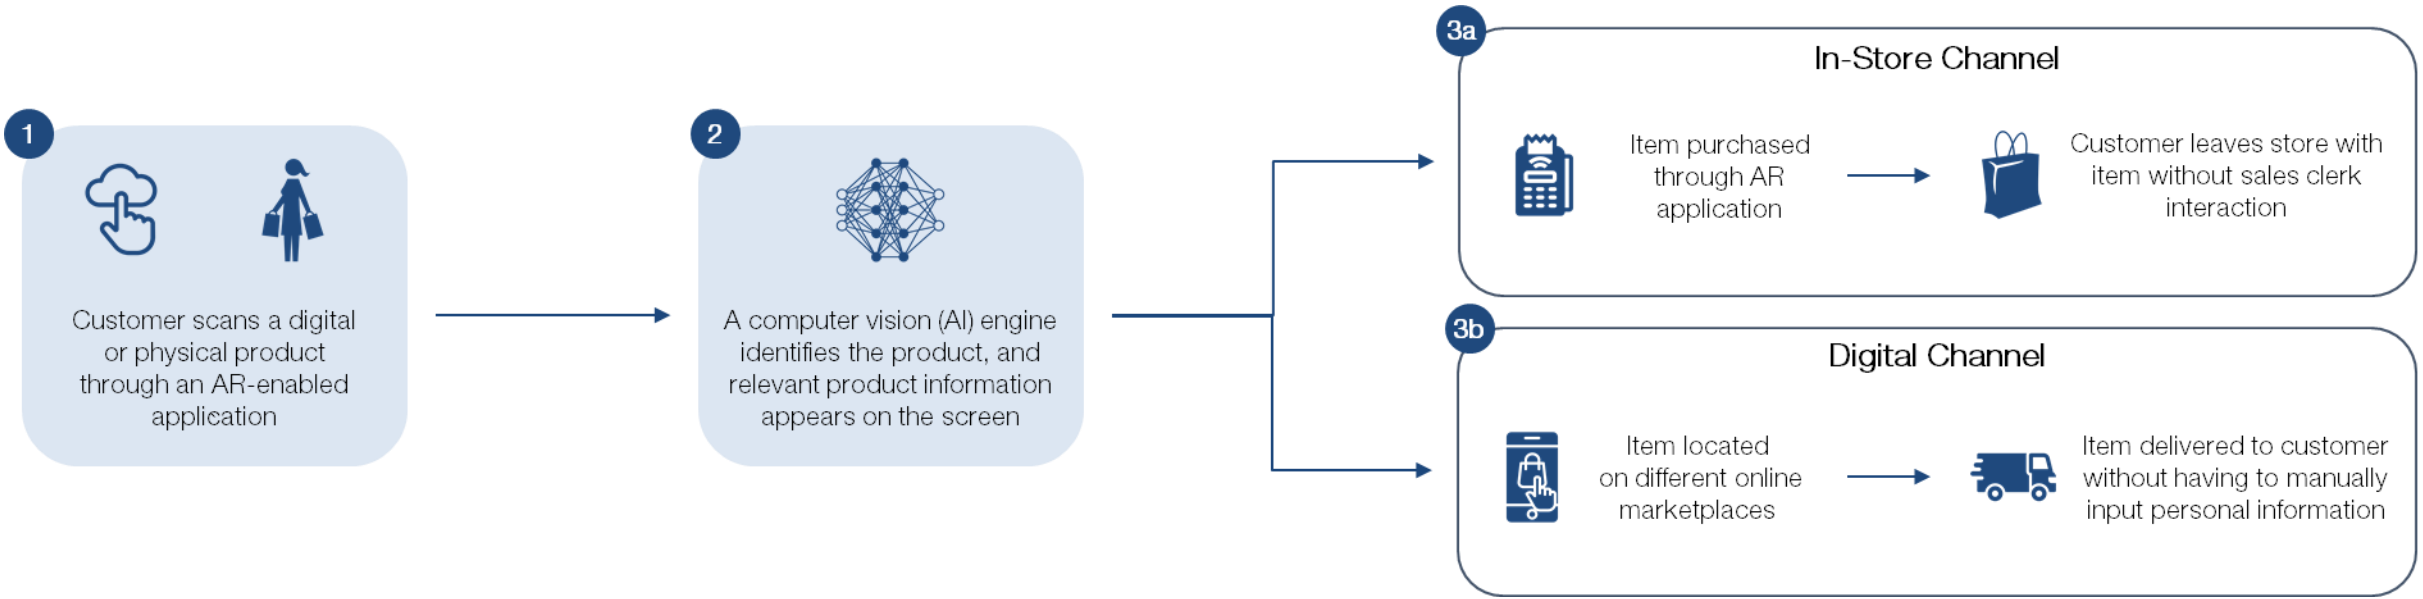 1
Customer scans a digital
or physical product
through an AR-enabled
application
2
A computer vision (AI) engine
identifies the product, and
relevant product information
appears on the screen
3a
In-Store Channel
Item purchased
through AR
application
Customer leaves store with
item without sales clerk
interaction
3b
Digital Channel
Item located
on different online
marketplaces
Item delivered to customer
without having to manually
input personal information